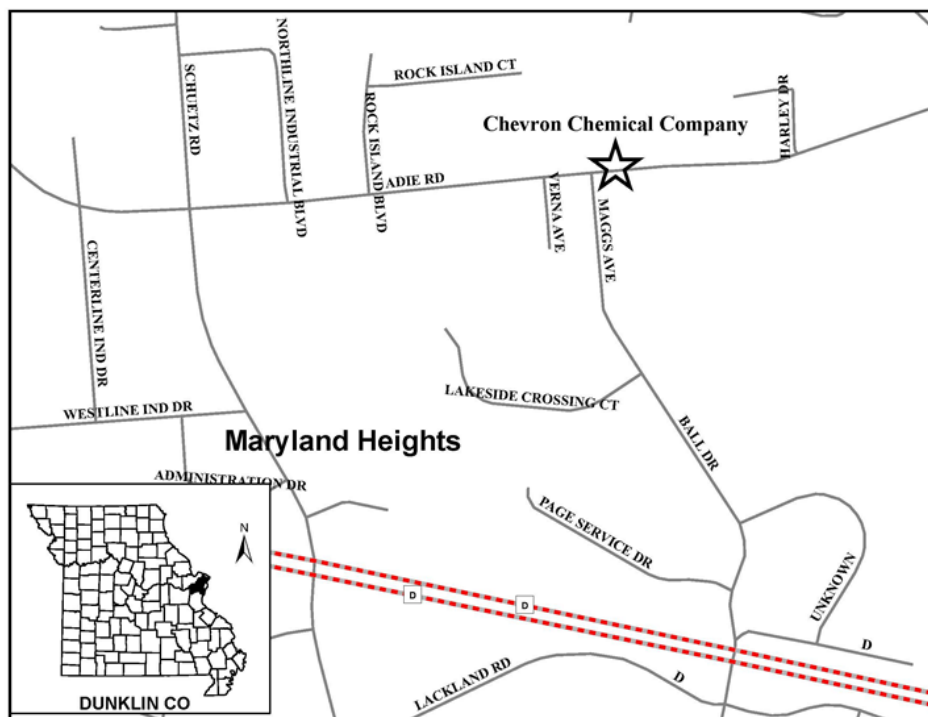 ROCK ISLAND CT
SCHUETZ RD
NORTHLINE INDUSTRIAL BLVD
ROCK ISLAND BLVD
HARLEY DR
Chevron Chemical Company
ADIE RD
VERNA AVE
MAGGS AVE
CENTERLINE IND DR
LAKESIDE CROSSING CT
WESTLINE IND DR
Maryland Heights
BALL DR
ADMINISTRATION DR
PAGE SERVICE DR
UNKNOWN
N
D
D
D
LACKLAND RD
D
DUNKLIN CO